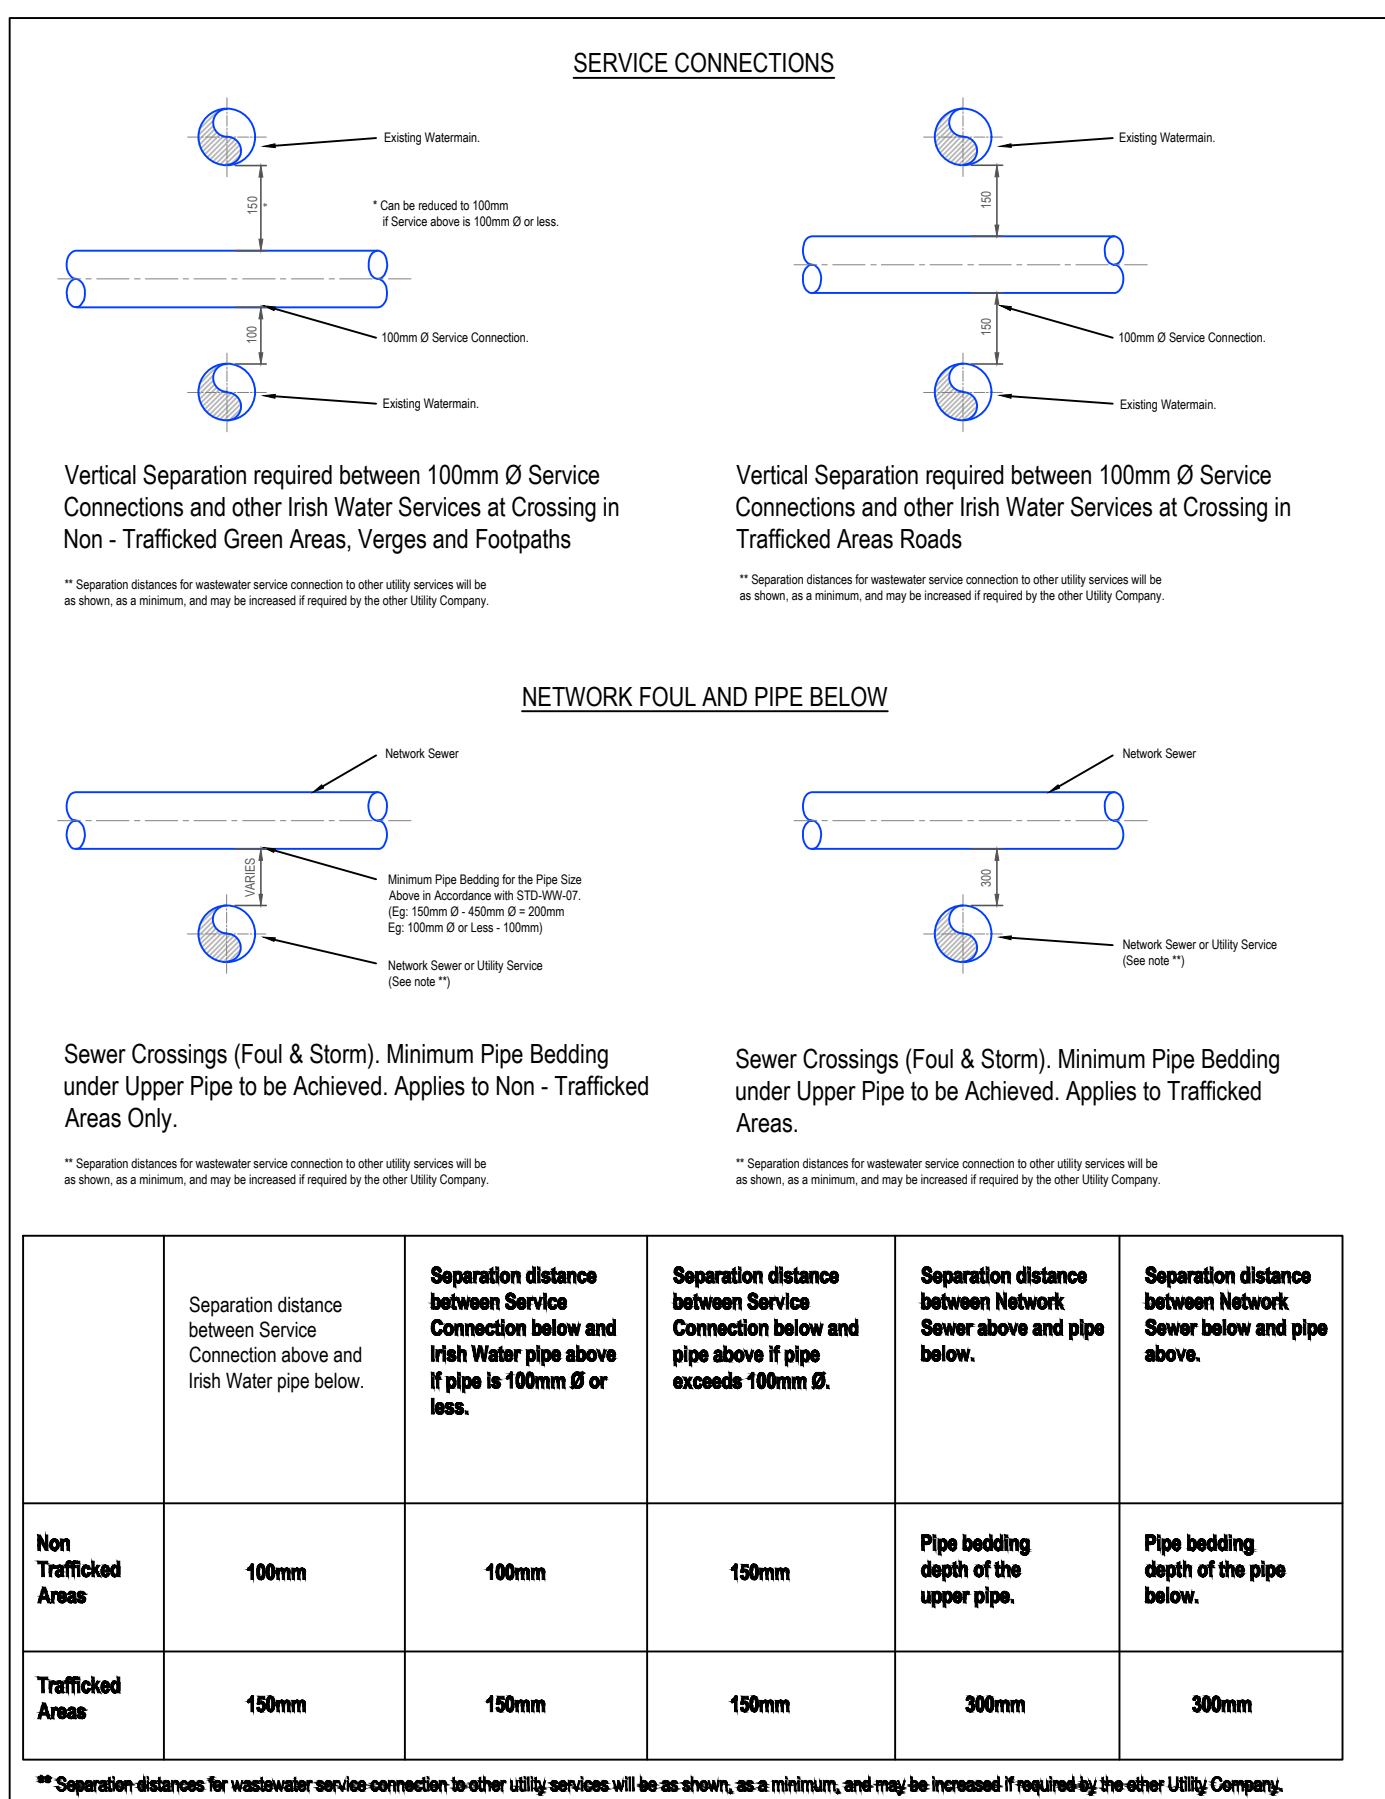 SERVICE CONNECTIONS
Existing Watermain.
150
*
* Can be reduced to 100mm
if Service above is 100mm Ø or less.
100
100mm Ø Service Connection.
Existing Watermain.
Vertical Separation required between 100mm Ø Service
Connections and other Irish Water Services at Crossing in
Non - Trafficked Green Areas, Verges and Footpaths
** Separation distances for wastewater service connection to other utility services will be
as shown, as a minimum, and may be increased if required by the other Utility Company.
Existing Watermain.
150
150
100mm Ø Service Connection.
Existing Watermain.
Vertical Separation required between 100mm Ø Service
Connections and other Irish Water Services at Crossing in
Trafficked Areas Roads
** Separation distances for wastewater service connection to other utility services will be
as shown, as a minimum, and may be increased if required by the other Utility Company.
NETWORK FOUL AND PIPE BELOW
Network Sewer
VARIES
Minimum Pipe Bedding for the Pipe Size
Above in Accordance with STD-WW-07.
(Eg: 150mm Ø - 450mm Ø = 200mm
Eg: 100mm Ø or Less - 100mm)
Network Sewer or Utility Service
(See note **)
Sewer Crossings (Foul & Storm). Minimum Pipe Bedding
under Upper Pipe to be Achieved. Applies to Non - Trafficked
Areas Only.
** Separation distances for wastewater service connection to other utility services will be
as shown, as a minimum, and may be increased if required by the other Utility Company.
Network Sewer
300
Network Sewer or Utility Service
(See note **)
Sewer Crossings (Foul & Storm). Minimum Pipe Bedding
under Upper Pipe to be Achieved. Applies to Trafficked
Areas.
** Separation distances for wastewater service connection to other utility services will be
as shown, as a minimum, and may be increased if required by the other Utility Company.
Separation distance
between Service
Connection above and
Irish Water pipe below.
Separation distance
between Service
Connection below and
Irish Water pipe above
if pipe is 100mm Ø or
less.
Separation distance
between Service
Connection below and
pipe above if pipe
exceeds 100mm Ø.
Separation distance
between Network
Sewer above and pipe
below.
Separation distance
between Network
Sewer below and pipe
above.
Non
Trafficked
Areas
100mm
100mm
150mm
Pipe bedding
depth of the
upper pipe.
Pipe bedding
depth of the pipe
below.
Trafficked
Areas
150mm
150mm
150mm
300mm
300mm
** Separation distances for wastewater service connection to other utility services will be as shown, as a minimum, and may be increased if required by the other Utility Company.